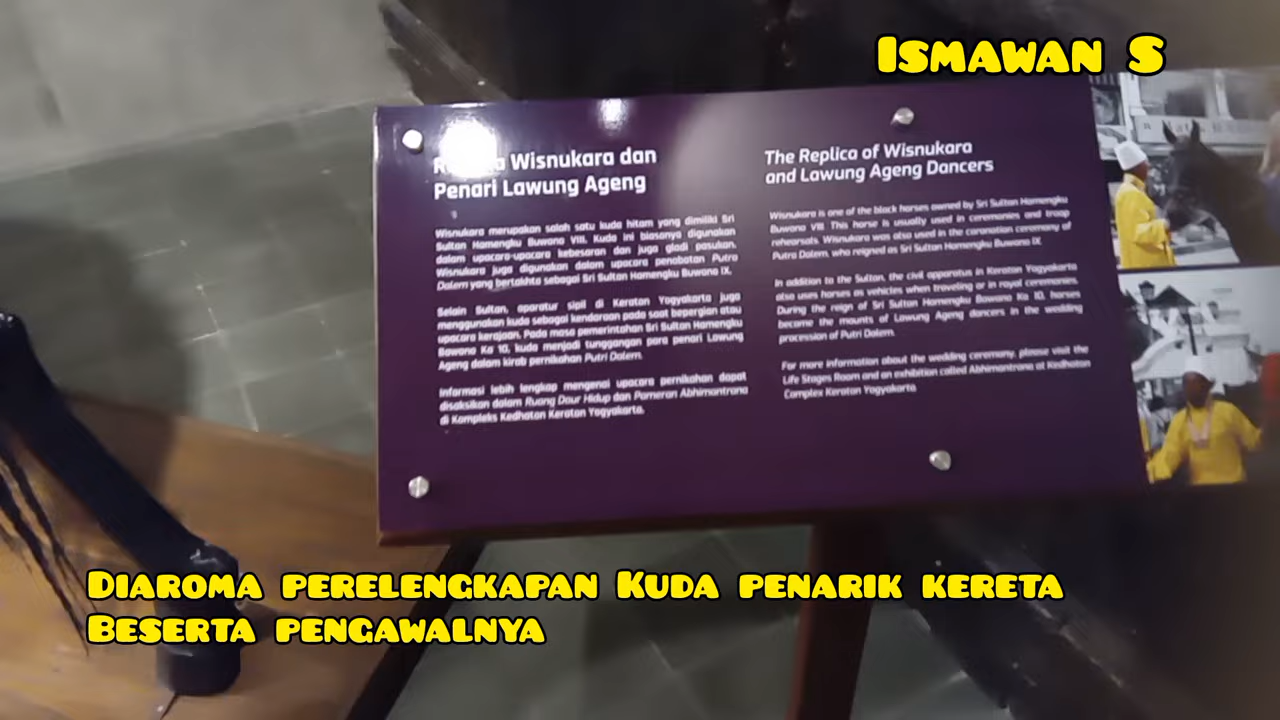 Ismawan S
Wisnukara dan
Penari Lawung Ageng
Wisnukara merupakan salah satu kuda hitam yang dimiliki Sri
Sultan Hamengku Buwono VIII. Kuda ini biasanya digunakan
dalam upacara-upacara kebesaran dan juga gladi pasukan.
Wisnukara juga digunakan dalam upacara penobatan Putra
Dalem yang bertakhta sebagai Sri Sultan Hamengku Buwono IX.
Selain Sultan, aparatur sipil di Keraton Yogyakarta juga
menggunakan kuda sebagai kendaraan pada saat bepergian atau
upacara kerajaan. Pada masa pemerintahan Sri Sultan Hamengku
Bawono Ka 10, kuda menjadi tunggangan para penari Lawung
Ageng dalam kirab pernikahan Putri Dalem.
Informasi lebih lengkap mengenai upacara pernikahan dapat
disaksikan dalam Ruang Daur Hidup dan Pameran Abhimantrana
di Kompleks Kedhaton Keraton Yogyakarta.
The Replica of Wisnukara
and Lawung Ageng Dancers
Wisnukara is one of the black horses owned by Sri Sultan Hamengku
Buwono VIII. This horse is usually used in ceremonies and troop
rehearsals. Wisnukara was also used in the coronation ceremony of
Putra Dalem, who reigned as Sri Sultan Hamengku Buwono IX.
In addition to the Sultan, the civil apparatus in Keraton Yogyakarta
also uses horses as vehicles when traveling or in royal ceremonies.
During the reign of Sri Sultan Hamengku Bawono Ka 10, horses
became the mounts of Lawung Ageng dancers in the wedding
procession of Putri Dalem.
For more information about the wedding ceremony, please visit the
Life Stages Room and an exhibition called Abhimantrana at Kedhaton
Complex Keraton Yogyakarta.
Diaroma perelengkapan Kuda penarik kereta
Beserta pengawalnya